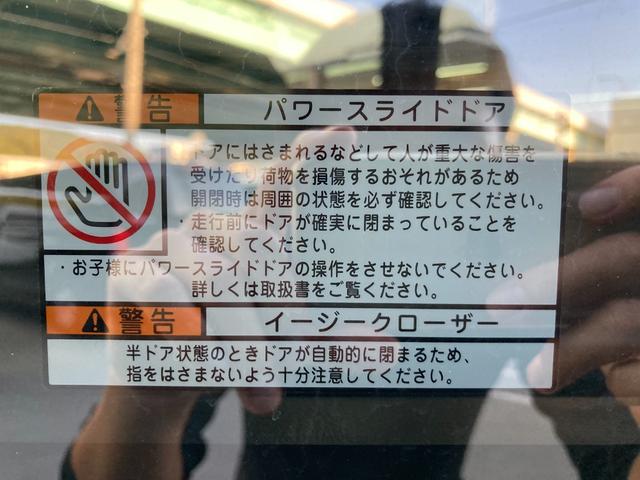 警告 パワースライドドア
・ドアにはさまれるなどして人が重大な傷害を
受けたり荷物を損傷するおそれがあるため
開閉時は周囲の状態を必ず確認してください。
・走行前にドアが確実に閉まっていることを
確認してください。
・お子様にパワースライドドアの操作をさせないでください。
詳しくは取扱書をご覧ください。
警告 イージークローザー
半ドア状態のときドアが自動的に閉まるため、
指をはさまないよう十分注意してください。